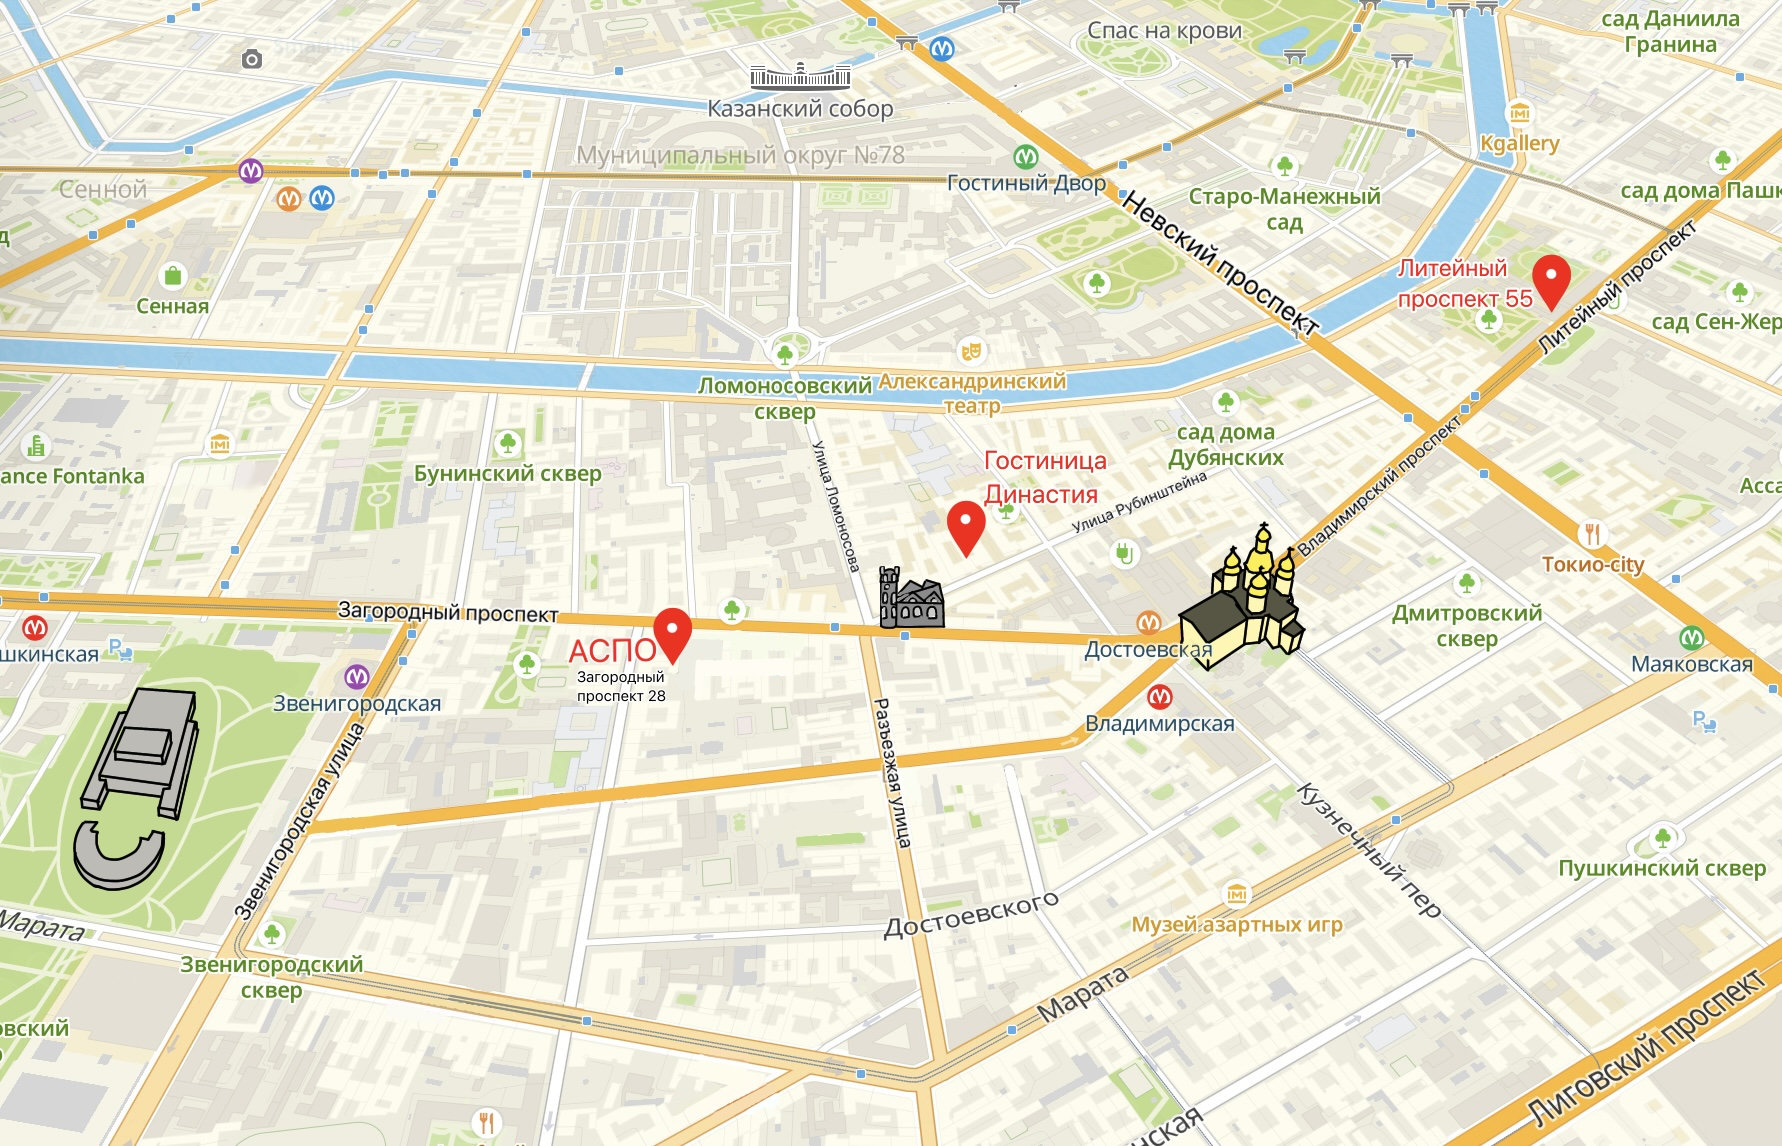 сад Даниила
Гранина
Спас на крови
Казанский собор
Kgallery
Муниципальный округ №78
Сенной
Гостиный Двор
Старо-Манежный
сад
сад дома Пашк
Невский проспект
Литейный проспект
Литейный
проспект 55
Сенная
сад Сен-Жер
Ломоносовский
сквер
Александринский
театр
сад дома
Дубянских
Владимирский проспект
Бунинский сквер
ance Fontanka
Улица Ломоносова
Гостиница
Династия
Улица Рубинштейна
Асса
Токио-city
Загородный проспект
Дмитровский
сквер
шкинская
P
АСПО
Загородный
проспект 28
Достоевская
Маяковская
Звенигородская
Владимирская
P
Звенигородская улица
Разъезжая улица
Кузнечный пер
Пушкинский сквер
Марата
Достоевского
Музей азартных игр
Звенигородский
сквер
Марата
овский
Лиговский проспект
нская